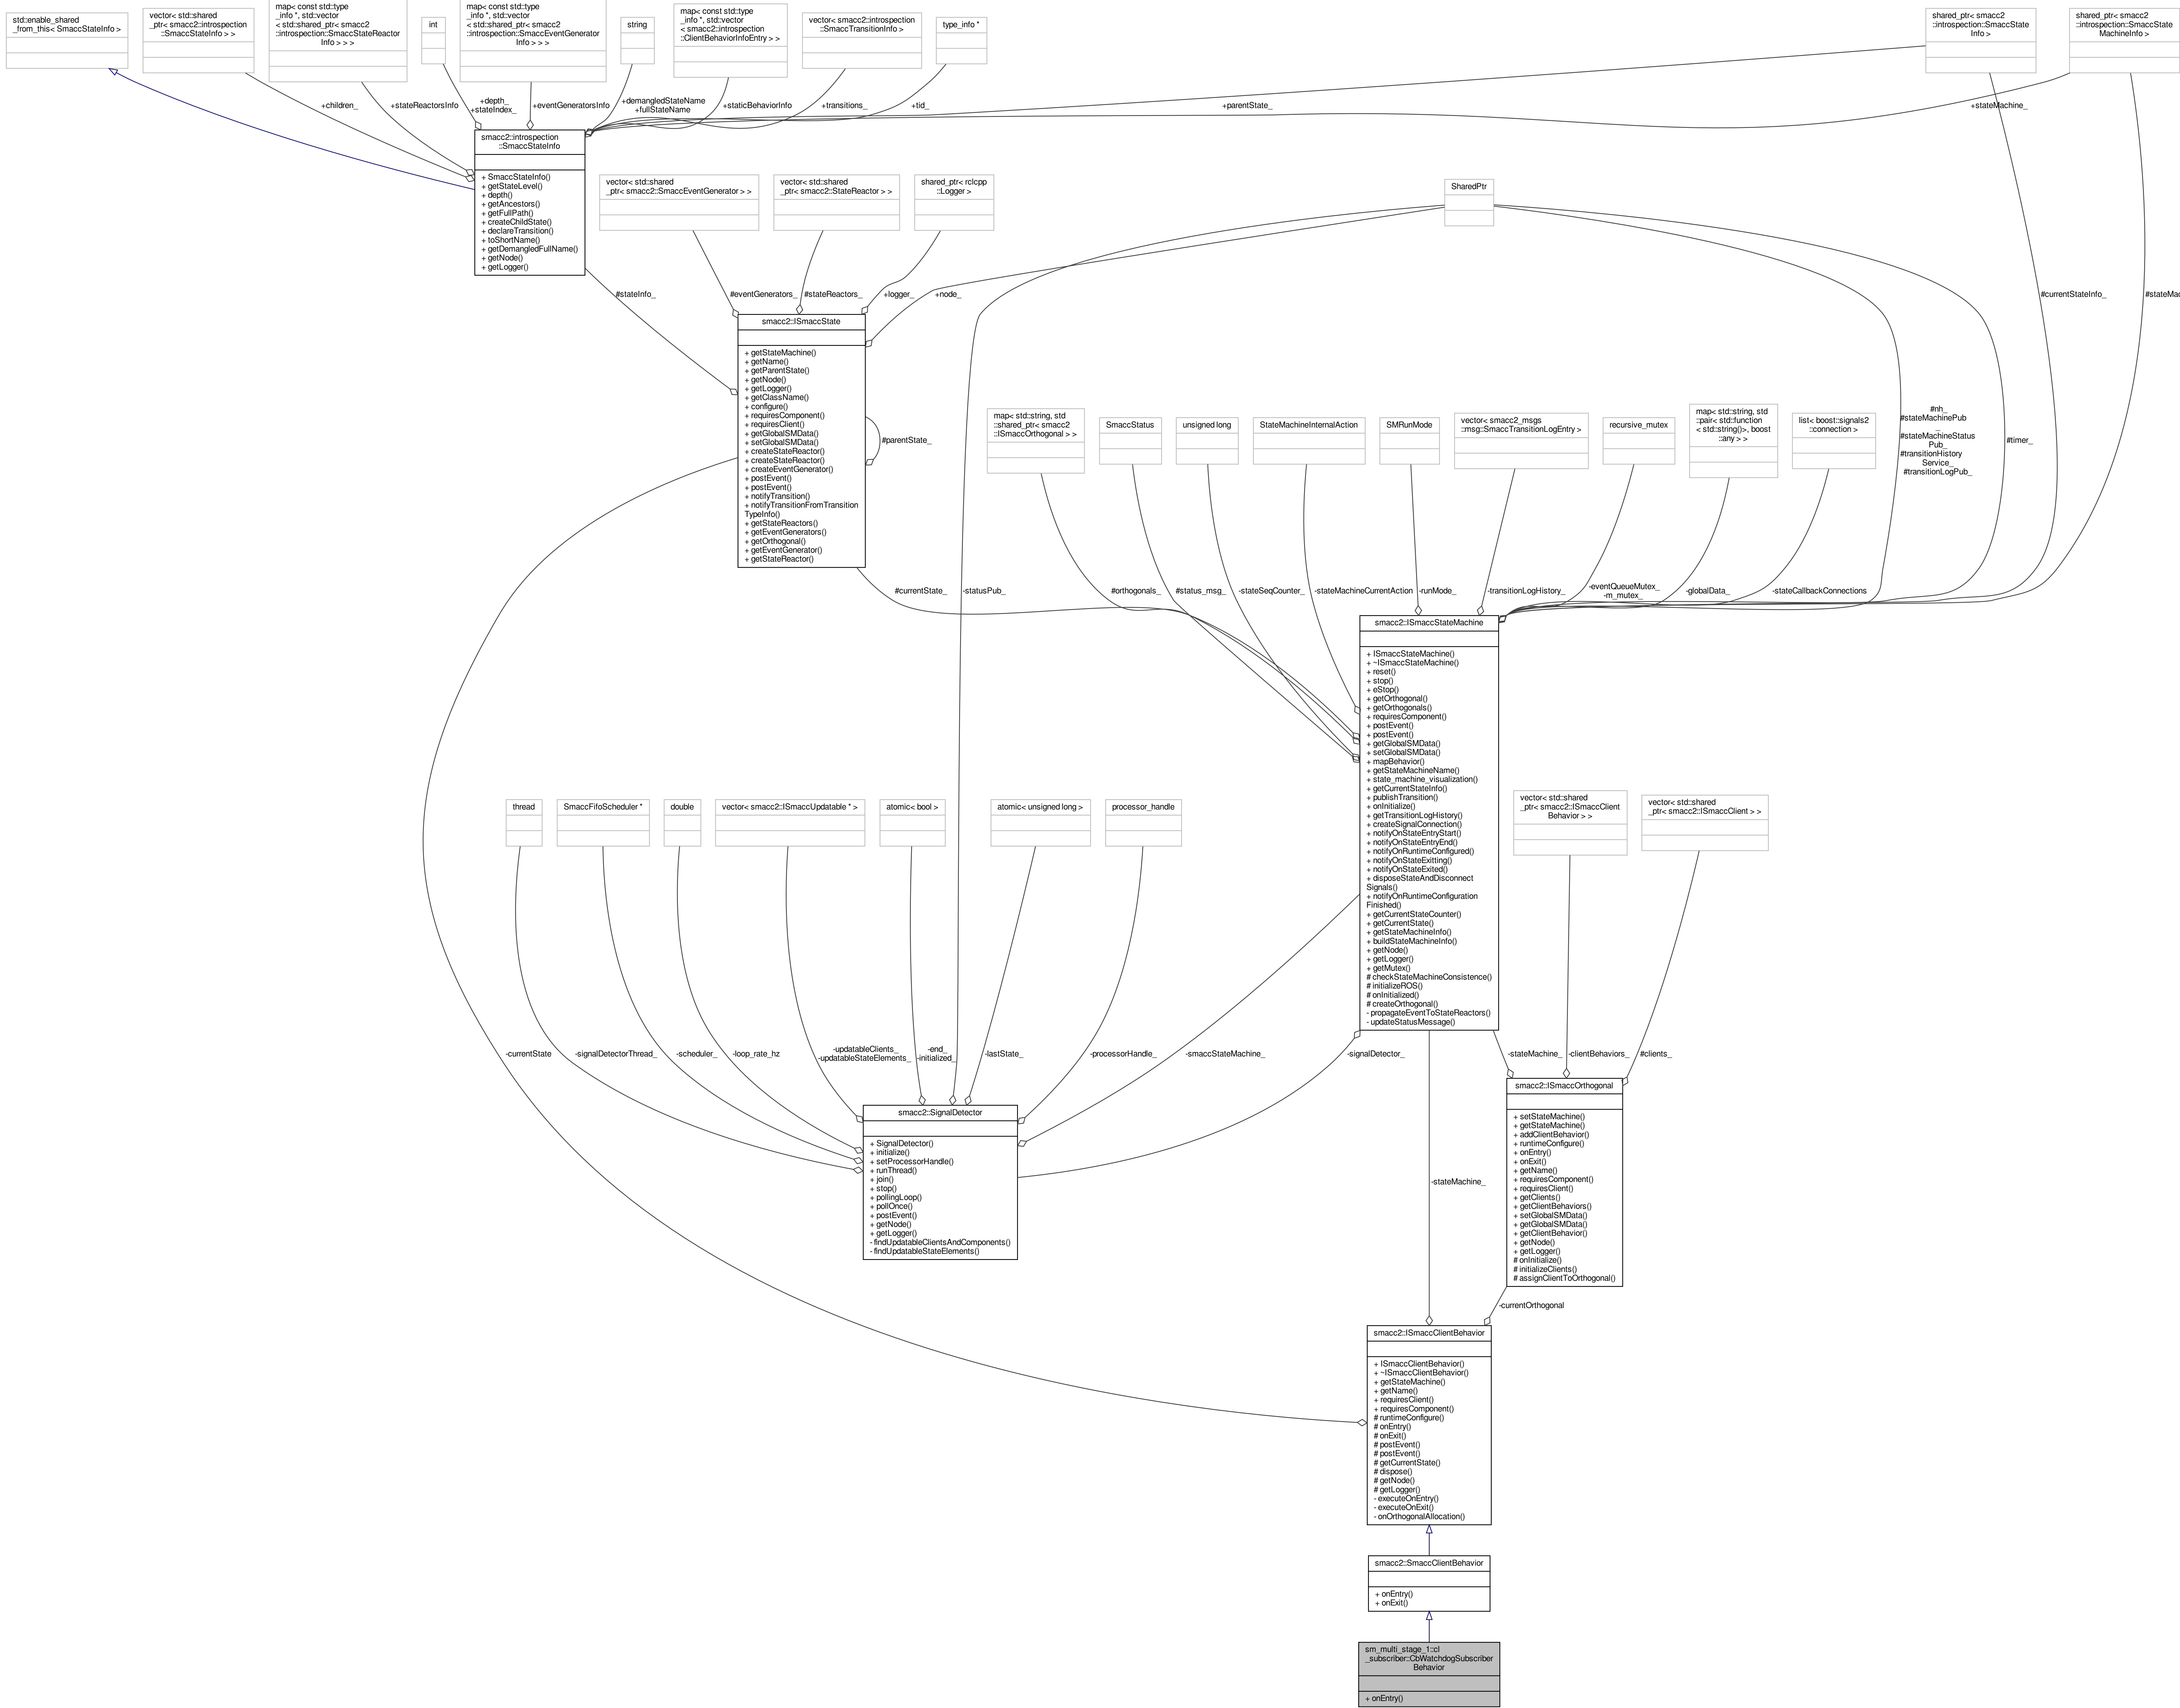 std::enable_shared
_from_this< SmaccStateInfo >
vector< std::shared
_ptr< smacc2::introspection
::SmaccStateInfo > >
map< const std::type
_info *, std::vector
< std::shared_ptr< smacc2
::introspection::SmaccStateReactor
Info > > >
int
map< const std::type
_info *, std::vector
< std::shared_ptr< smacc2
::introspection::SmaccEventGenerator
Info > > >
string
map< const std::type
_info *, std::vector
< smacc2::introspection
::ClientBehaviorInfoEntry > >
vector< smacc2::introspection
::SmaccTransitionInfo >
type_info *
shared_ptr< smacc2
::introspection::SmaccState
Info >
shared_ptr< smacc2
::introspection::SmaccState
MachineInfo >
+children_
+stateReactorsInfo
+depth_
+stateIndex_
+eventGeneratorsInfo
+demangledStateName
+fullStateName
+staticBehaviorInfo
+transitions_
+tid_
+parentState_
+stateMachine_
smacc2::introspection
::SmaccStateInfo
+ SmaccStateInfo()
+ getStateLevel()
+ depth()
+ getAncestors()
+ getFullPath()
+ createChildState()
+ declareTransition()
+ toShortName()
+ getDemangledFullName()
+ getNode()
+ getLogger()
vector< std::shared
_ptr< smacc2::SmaccEventGenerator > >
vector< std::shared
_ptr< smacc2::StateReactor > >
shared_ptr< rclcpp
::Logger >
SharedPtr
#stateInfo_
#eventGenerators_
#stateReactors_
+logger_
+node_
#currentStateInfo_
#stateMac
smacc2::ISmaccState
+ getStateMachine()
+ getName()
+ getParentState()
+ getNode()
+ getLogger()
+ getClassName()
+ configure()
+ requiresComponent()
+ requiresClient()
+ getGlobalSMData()
+ setGlobalSMData()
+ createStateReactor()
+ createStateReactor()
+ createEventGenerator()
+ postEvent()
+ postEvent()
+ notifyTransition()
+ notifyTransitionFromTransition
TypeInfo()
+ getStateReactors()
+ getEventGenerators()
+ getOrthogonal()
+ getEventGenerator()
+ getStateReactor()
#parentState_
map< std::string, std
::shared_ptr< smacc2
::ISmaccOrthogonal > >
SmaccStatus
unsigned long
StateMachineInternalAction
SMRunMode
vector< smacc2_msgs
::msg::SmaccTransitionLogEntry >
recursive_mutex
map< std::string, std
::pair< std::function
< std::string()>, boost
::any > >
list< boost::signals2
::connection >
#nh_
#stateMachinePub
_
#stateMachineStatus
Pub_
#transitionHistory
Service_
#transitionLogPub_
#timer_
#currentState_
-statusPub_
#orthogonals_
#status_msg_
-stateSeqCounter_
-stateMachineCurrentAction
-runMode_
-transitionLogHistory_
-eventQueueMutex_
-m_mutex_
-globalData_
-stateCallbackConnections
smacc2::ISmaccStateMachine
+ ISmaccStateMachine()
+ ~ISmaccStateMachine()
+ reset()
+ stop()
+ eStop()
+ getOrthogonal()
+ getOrthogonals()
+ requiresComponent()
+ postEvent()
+ postEvent()
+ getGlobalSMData()
+ setGlobalSMData()
+ mapBehavior()
+ getStateMachineName()
+ state_machine_visualization()
+ getCurrentStateInfo()
+ publishTransition()
+ onInitialize()
+ getTransitionLogHistory()
+ createSignalConnection()
+ notifyOnStateEntryStart()
+ notifyOnStateEntryEnd()
+ notifyOnRuntimeConfigured()
+ notifyOnStateExitting()
+ notifyOnStateExited()
+ disposeStateAndDisconnect
Signals()
+ notifyOnRuntimeConfiguration
Finished()
+ getCurrentStateCounter()
+ getCurrentState()
+ getStateMachineInfo()
+ buildStateMachineInfo()
+ getNode()
+ getLogger()
+ getMutex()
# checkStateMachineConsistence()
# initializeROS()
# onInitialized()
# createOrthogonal()
- propagateEventToStateReactors()
- updateStatusMessage()
thread
SmaccFifoScheduler *
double
vector< smacc2::ISmaccUpdatable * >
atomic< bool >
atomic< unsigned long >
processor_handle
vector< std::shared
_ptr< smacc2::ISmaccClient
Behavior > >
vector< std::shared
_ptr< smacc2::ISmaccClient > >
-currentState
-signalDetectorThread_
-scheduler_
-loop_rate_hz
-updatableClients_
-updatableStateElements_
-end_
-initialized_
-lastState_
-processorHandle_
-smaccStateMachine_
-signalDetector_
-stateMachine_
-clientBehaviors_
#clients_
smacc2::SignalDetector
+ SignalDetector()
+ initialize()
+ setProcessorHandle()
+ runThread()
+ join()
+ stop()
+ pollingLoop()
+ pollOnce()
+ postEvent()
+ getNode()
+ getLogger()
- findUpdatableClientsAndComponents()
- findUpdatableStateElements()
smacc2::ISmaccOrthogonal
+ setStateMachine()
+ getStateMachine()
+ addClientBehavior()
+ runtimeConfigure()
+ onEntry()
+ onExit()
+ getName()
+ requiresComponent()
+ requiresClient()
+ getClients()
+ getClientBehaviors()
+ setGlobalSMData()
+ getGlobalSMData()
+ getClientBehavior()
+ getNode()
+ getLogger()
# onInitialize()
# initializeClients()
# assignClientToOrthogonal()
-stateMachine_
-currentOrthogonal
smacc2::ISmaccClientBehavior
+ ISmaccClientBehavior()
+ ~ISmaccClientBehavior()
+ getStateMachine()
+ getName()
+ requiresClient()
+ requiresComponent()
# runtimeConfigure()
# onEntry()
# onExit()
# postEvent()
# postEvent()
# getCurrentState()
# dispose()
# getNode()
# getLogger()
- executeOnEntry()
- executeOnExit()
- onOrthogonalAllocation()
smacc2::SmaccClientBehavior
+ onEntry()
+ onExit()
sm_multi_stage_1::cl
_subscriber::CbWatchdogSubscriber
Behavior
+ onEntry()